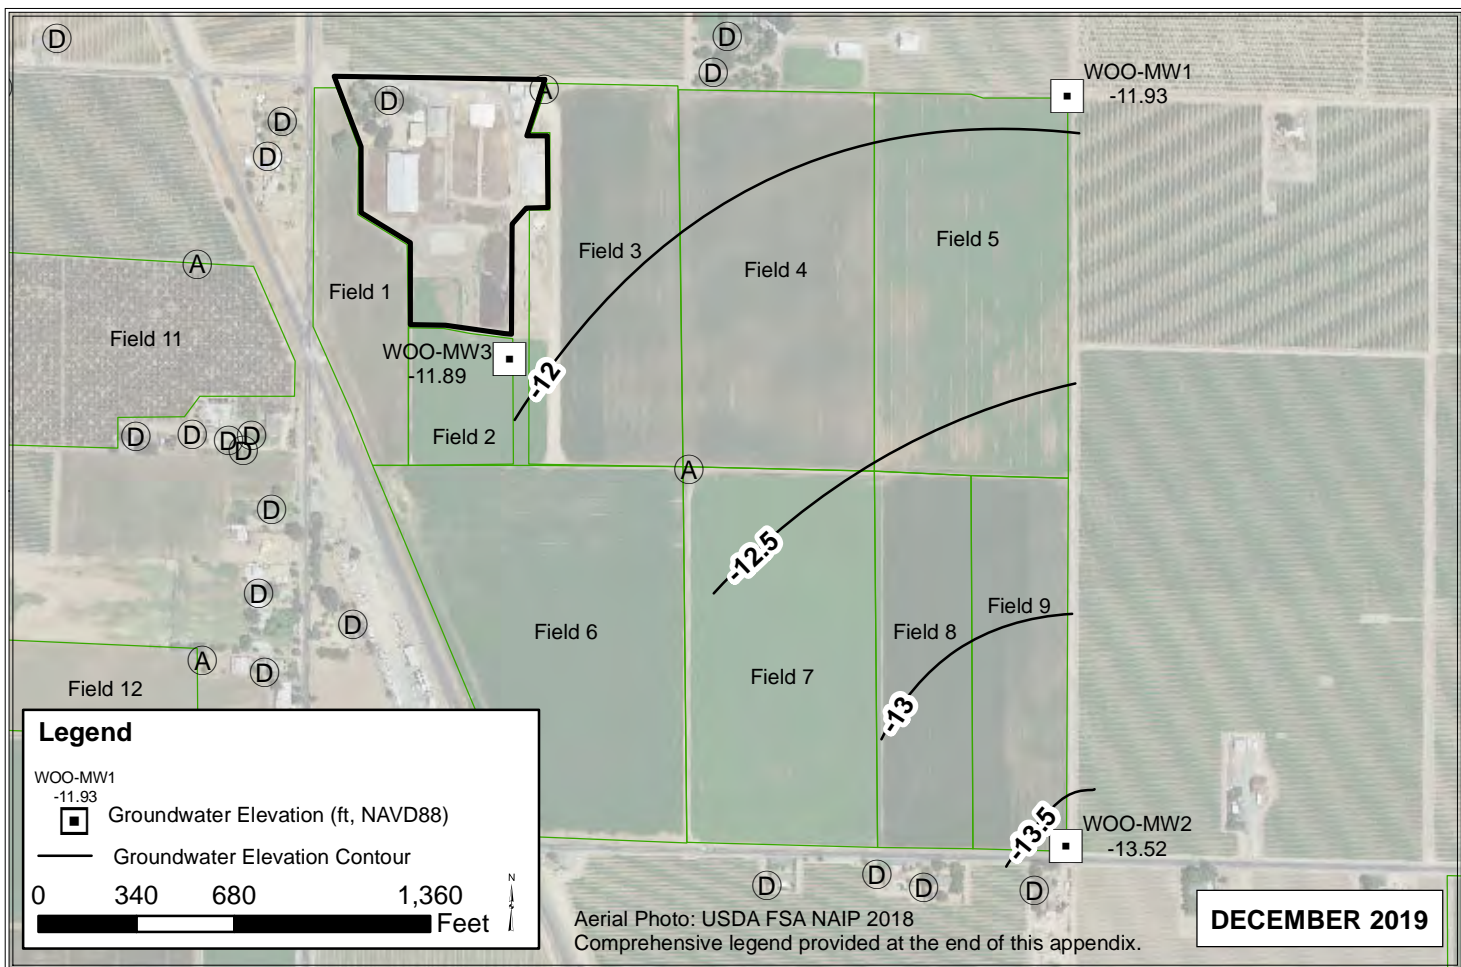 D
D
WOO-MW1
-11.93
D
A
D
D
D
Field 5
Field 3
Field 4
A
Field 1
Field 11
WOO-MW3
-11.89
-12
Field 2
D
D
D
D
D
A
D
-12.5
D
D
Field 9
Field 6
Field 8
A
D
Field 7
Field 12
-13
Legend
WOO-MW1
-11.93
Groundwater Elevation (ft, NAVD88)
Groundwater Elevation Contour
0 340 680 1,360
Feet
N
-13.5
WOO-MW2
-13.52
D
D
D
D
Aerial Photo: USDA FSA NAIP 2018
Comprehensive legend provided at the end of this appendix.
DECEMBER 2019